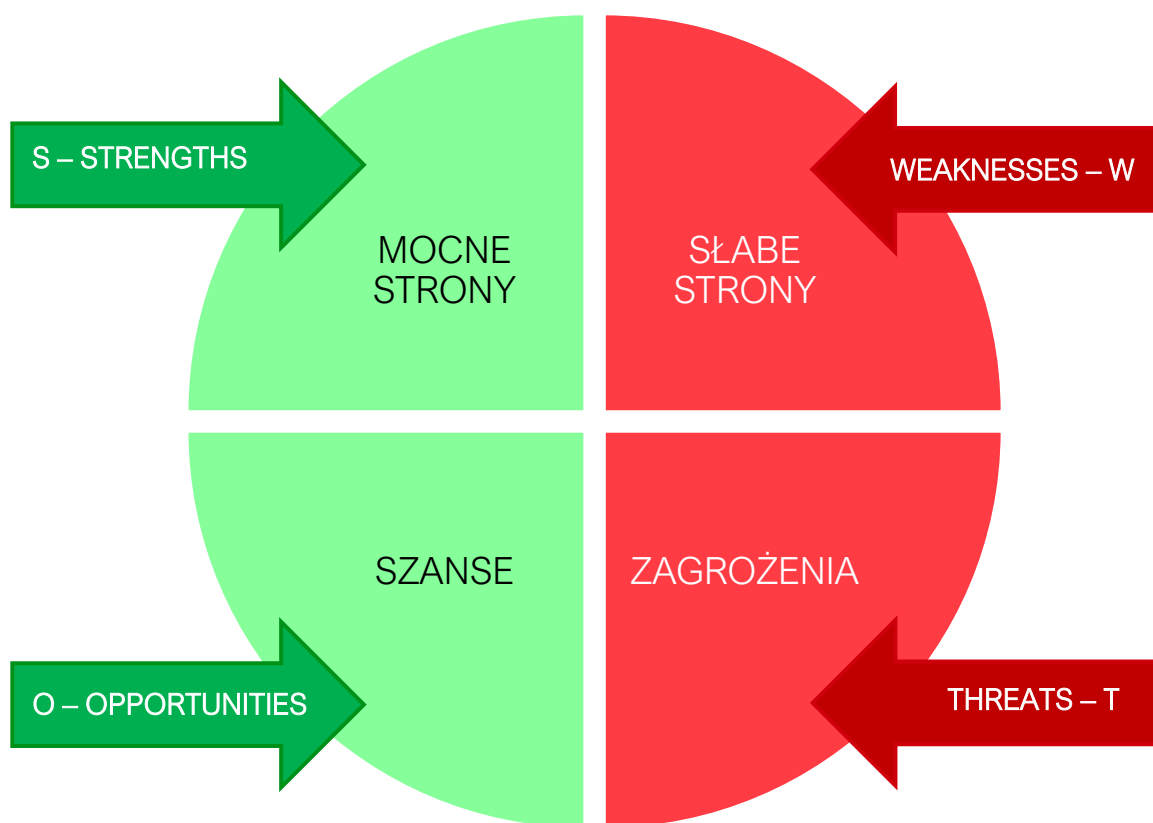 S – STRENGTHS
WEAKNESSES – W
MOCNE
STRONY
SŁABE
STRONY
SZANSE
ZAGROŻENIA
O – OPPORTUNITIES
THREATS – T